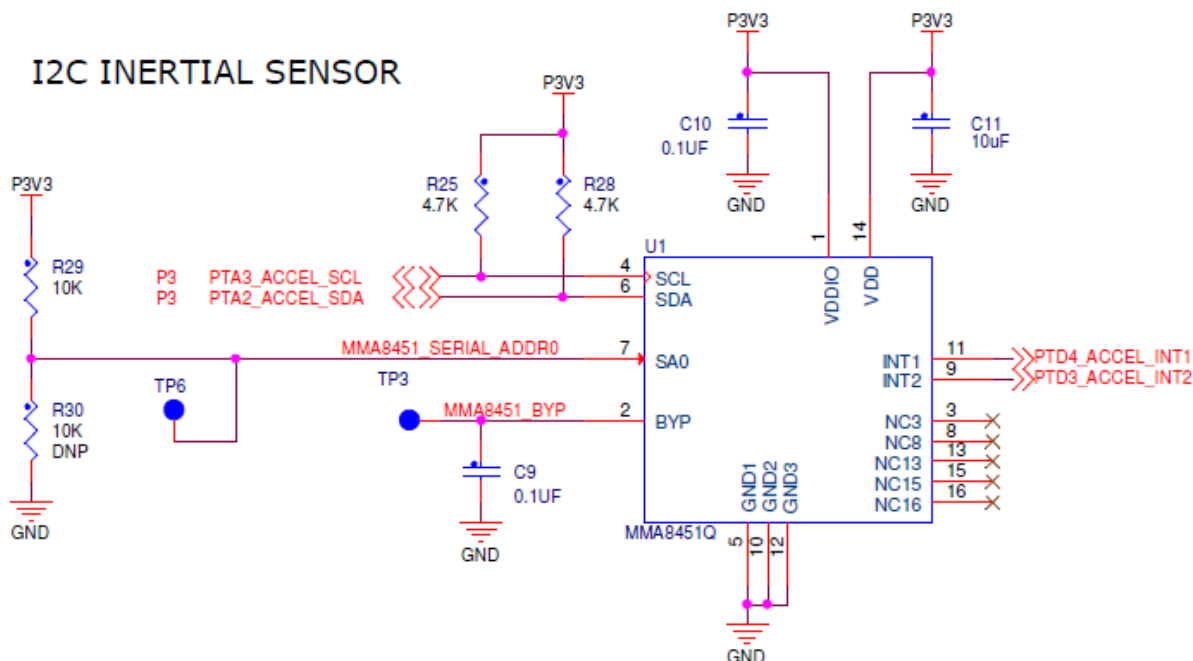 I2C INERTIAL SENSOR
P3V3
P3V3
P3V3
P3V3
C10
0.1UF
C11
10uF
GND
GND
R25
4.7K
R28
4.7K
R29
10K
P3 PTA3_ACCEL_SCL
P3 PTA2_ACCEL_SDA
U1
1
14
VDDIO
VDD
4
SCL
6
SDA
MMA8451_SERIAL_ADDR0
7
SA0
TP6
TP3
MMA8451_BYP
2
BYP
R30
10K
DNP
GND
C9
0.1UF
GND
INT1
11
PTD4_ACCEL_INT1
INT2
9
PTD3_ACCEL_INT2
NC3
3
NC8
8
NC13
13
NC15
15
NC16
16
GND1
GND2
GND3
MMA8451Q
5
10
12
GND